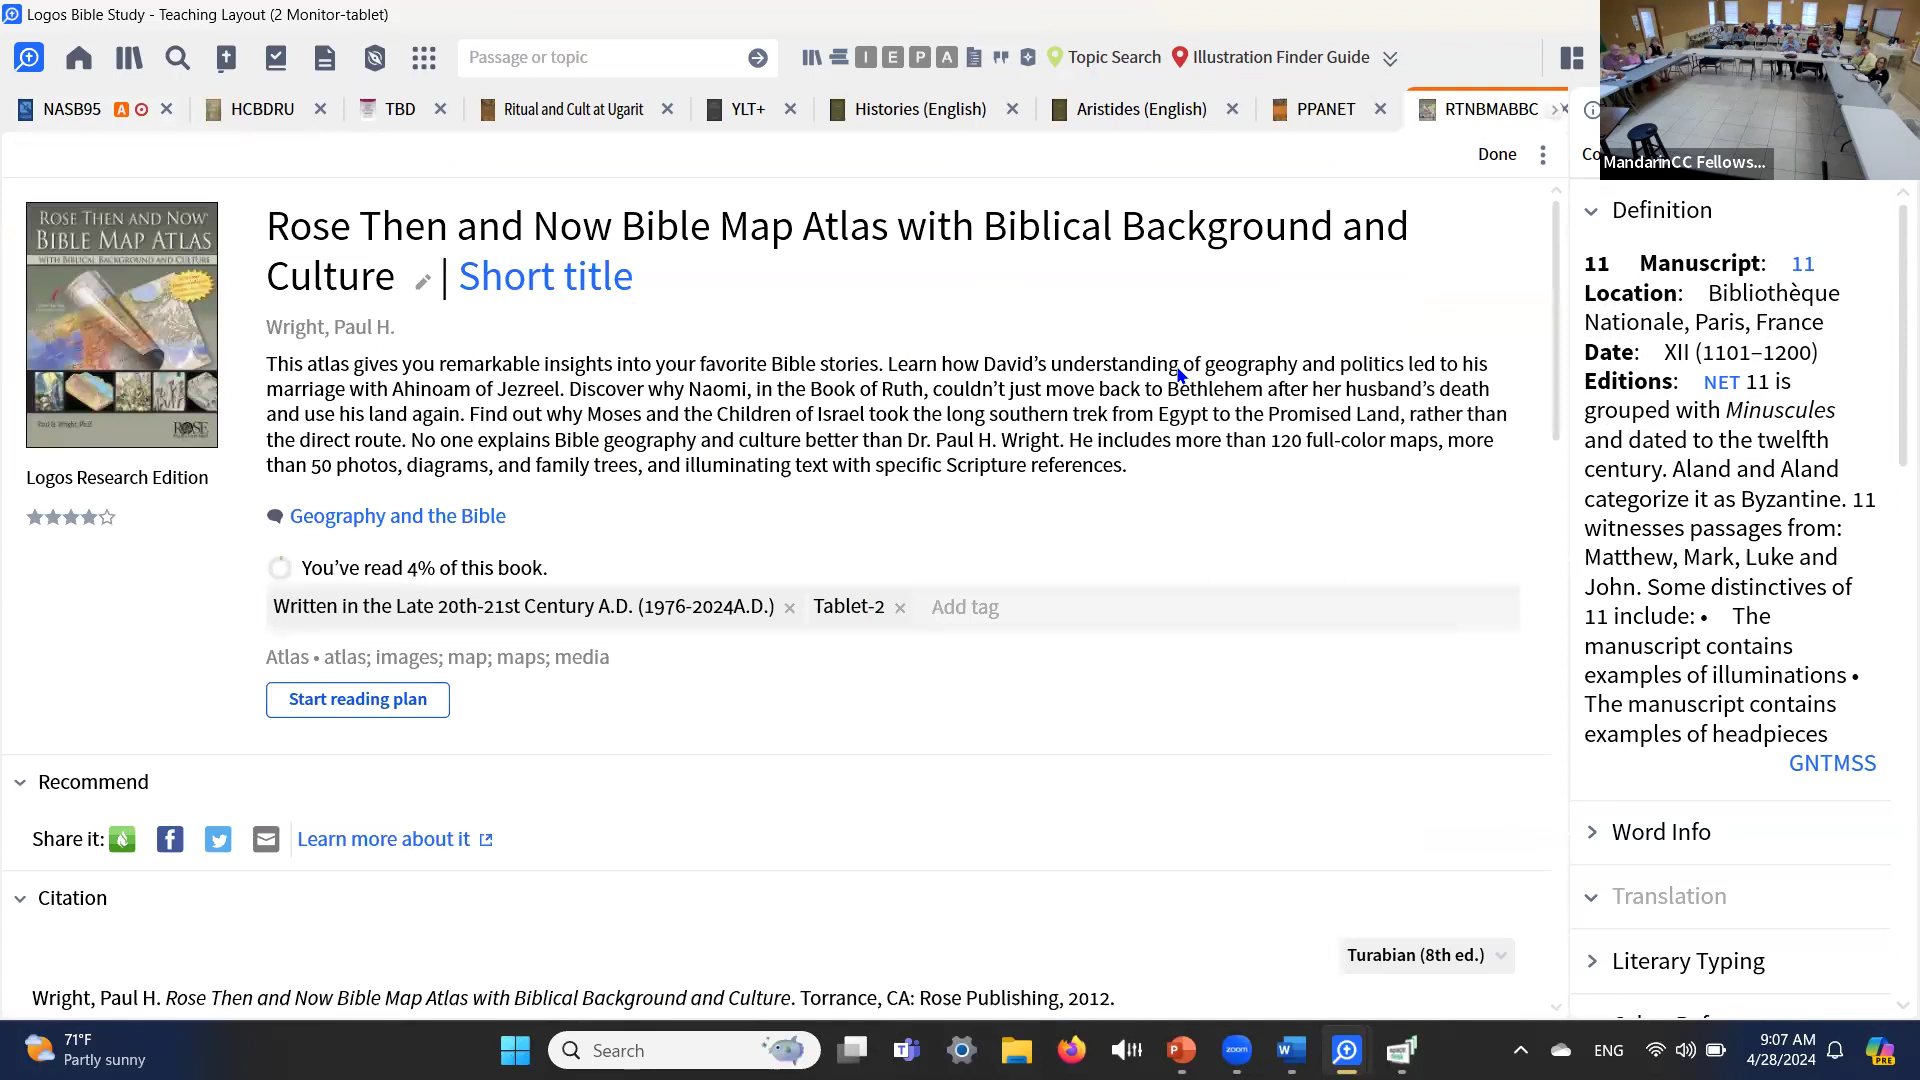 Logos Bible Study - Teaching Layout (2 Monitor-tablet)
Passage or topic
I E P A
Topic Search
Illustration Finder Guide
NASB95 A
HCBDRU
TBD
Ritual and Cult at Ugarit
YLT+
Histories (English)
Aristides (English)
PPANET
RTNBMABBC
Done
Co
MandarinCC Fellows...
ROSE THEN AND NOW
BIBLE MAP ATLAS
WITH BIBLICAL BACKGROUND AND CULTURE
Paul H. Wright, PhD
ROSE
Logos Research Edition
Rose Then and Now Bible Map Atlas with Biblical Background and
Culture | Short title
Wright, Paul H.
This atlas gives you remarkable insights into your favorite Bible stories. Learn how David’s understanding of geography and politics led to his
marriage with Ahinoam of Jezreel. Discover why Naomi, in the Book of Ruth, couldn’t just move back to Bethlehem after her husband’s death
and use his land again. Find out why Moses and the Children of Israel took the long southern trek from Egypt to the Promised Land, rather than
the direct route. No one explains Bible geography and culture better than Dr. Paul H. Wright. He includes more than 120 full-color maps, more
than 50 photos, diagrams, and family trees, and illuminating text with specific Scripture references.
Geography and the Bible
You’ve read 4% of this book.
Written in the Late 20th-21st Century A.D. (1976-2024A.D.) × Tablet-2 × Add tag
Atlas • atlas; images; map; maps; media
Start reading plan
Recommend
Share it:
Learn more about it
Citation
Turabian (8th ed.)
Wright, Paul H. Rose Then and Now Bible Map Atlas with Biblical Background and Culture. Torrance, CA: Rose Publishing, 2012.
Definition
11 Manuscript: 11
Location: Bibliothèque
Nationale, Paris, France
Date: XII (1101–1200)
Editions: NET 11 is
grouped with Minuscules
and dated to the twelfth
century. Aland and Aland
categorize it as Byzantine. 11
witnesses passages from:
Matthew, Mark, Luke and
John. Some distinctives of
11 include: • The
manuscript contains
examples of illuminations •
The manuscript contains
examples of headpieces
GNTMSS
Word Info
Translation
Literary Typing
71°F
Partly sunny
Search
zoom
ENG
9:07 AM
4/28/2024
PRE